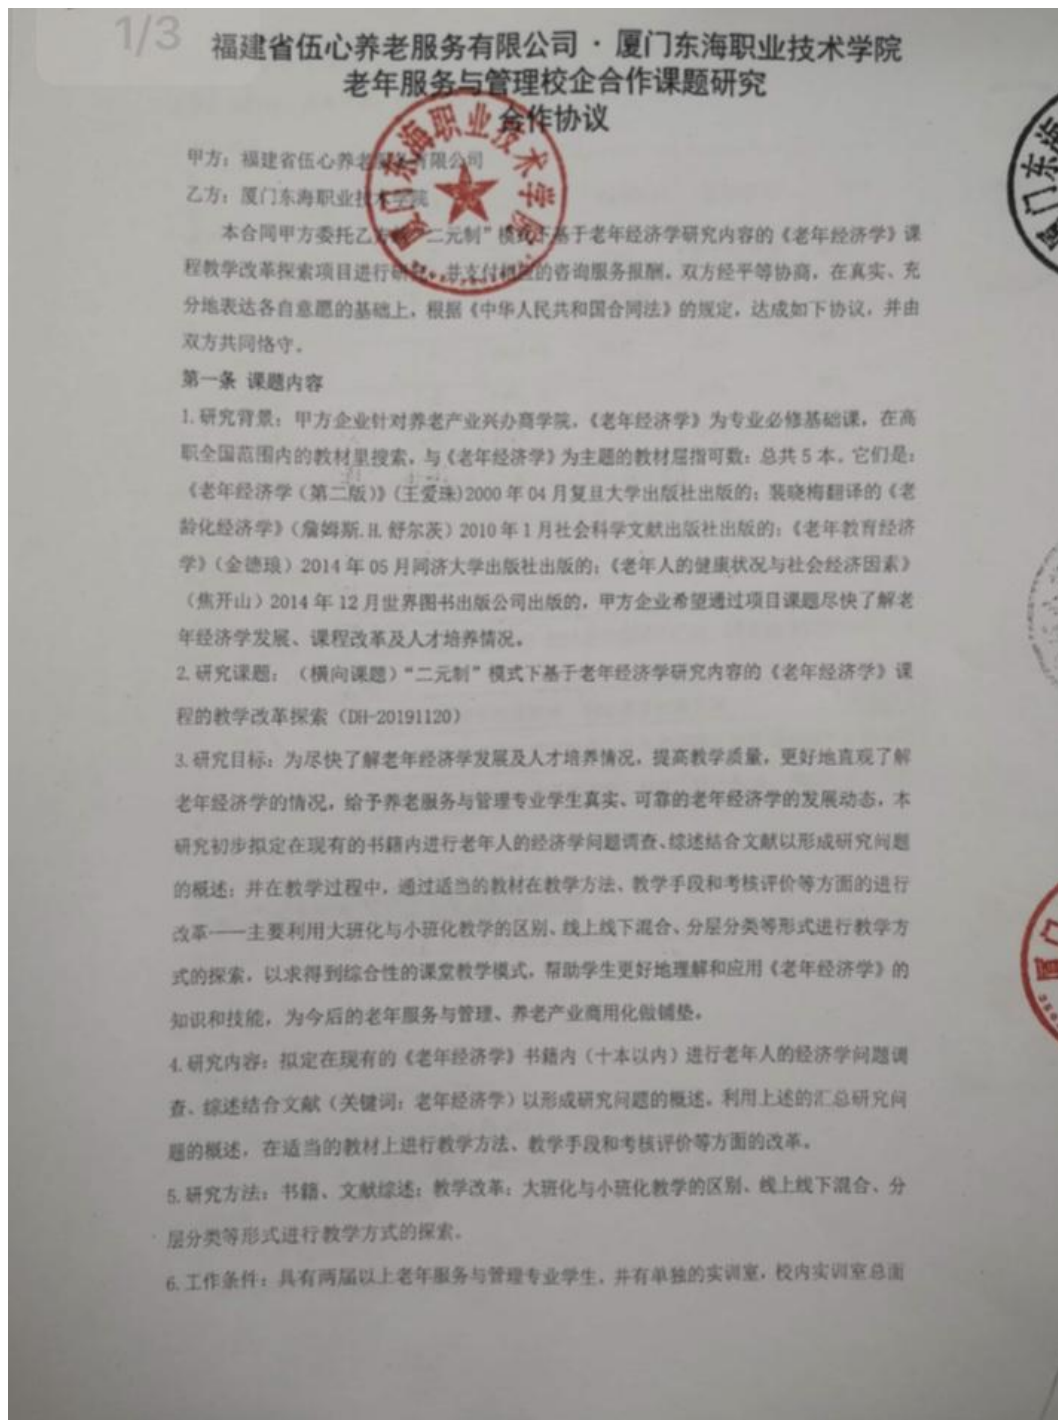 1/3
福建省伍心养老服务有限公司·厦门东海职业技术学院
老年服务与管理校企合作课题研究
合作协议
甲方：福建省伍心养老服务有限公司
乙方：厦门东海职业技术学院
厦门东海职业技术学院
本合同甲方委托乙方 “二元制”模式下基于老年经济学研究内容的《老年经济学》课
程教学改革探索项目进行研究，并支付相应的咨询服务报酬，双方经平等协商，在真实、充
分地表达各自意愿的基础上，根据《中华人民共和国合同法》的规定，达成如下协议，并由
双方共同恪守。
第一条 课题内容
1.研究背景：甲方企业针对养老产业兴办商学院，《老年经济学》为专业必修基础课，在高
职全国范围内的教材里搜索，与《老年经济学》为主题的教材屈指可数：总共5本。它们是：
《老年经济学（第二版）》(王爱珠)2000年04月复旦大学出版社出版的；裴晓梅翻译的《老
龄化经济学》（詹姆斯.H.舒尔茨）2010年1月社会科学文献出版社出版的；《老年教育经济
学》（金德琅）2014年05月同济大学出版社出版的；《老年人的健康状况与社会经济因素》
（焦开山）2014年12月世界图书出版公司出版的，甲方企业希望通过项目课题尽快了解老
年经济学发展、课程改革及人才培养情况。
2.研究课题：（横向课题）“二元制”模式下基于老年经济学研究内容的《老年经济学》课
程的教学改革探索（DH-20191120）
3.研究目标：为尽快了解老年经济学发展及人才培养情况，提高教学质量，更好地直观了解
老年经济学的情况，给予养老服务与管理专业学生真实、可靠的老年经济学的发展动态，本
研究初步拟定在现有的书籍内进行老年人的经济学问题调查、综述结合文献以形成研究问题
的概述；并在教学过程中，通过适当的教材在教学方法、教学手段和考核评价等方面的进行
改革——主要利用大班化与小班化教学的区别、线上线下混合、分层分类等形式进行教学方
式的探索，以求得到综合性的课堂教学模式，帮助学生更好地理解和应用《老年经济学》的
知识和技能，为今后的老年服务与管理、养老产业商用化做铺垫。
4.研究内容：拟定在现有的《老年经济学》书籍内（十本以内）进行老年人的经济学问题调
查、综述结合文献（关键词：老年经济学）以形成研究问题的概述。利用上述的汇总研究问
题的概述，在适当的教材上进行教学方法、教学手段和考核评价等方面的改革。
5.研究方法：书籍、文献综述；教学改革：大班化与小班化教学的区别、线上线下混合、分
层分类等形式进行教学方式的探索。
6.工作条件：具有两届以上老年服务与管理专业学生，并有单独的实训室，校内实训室总面